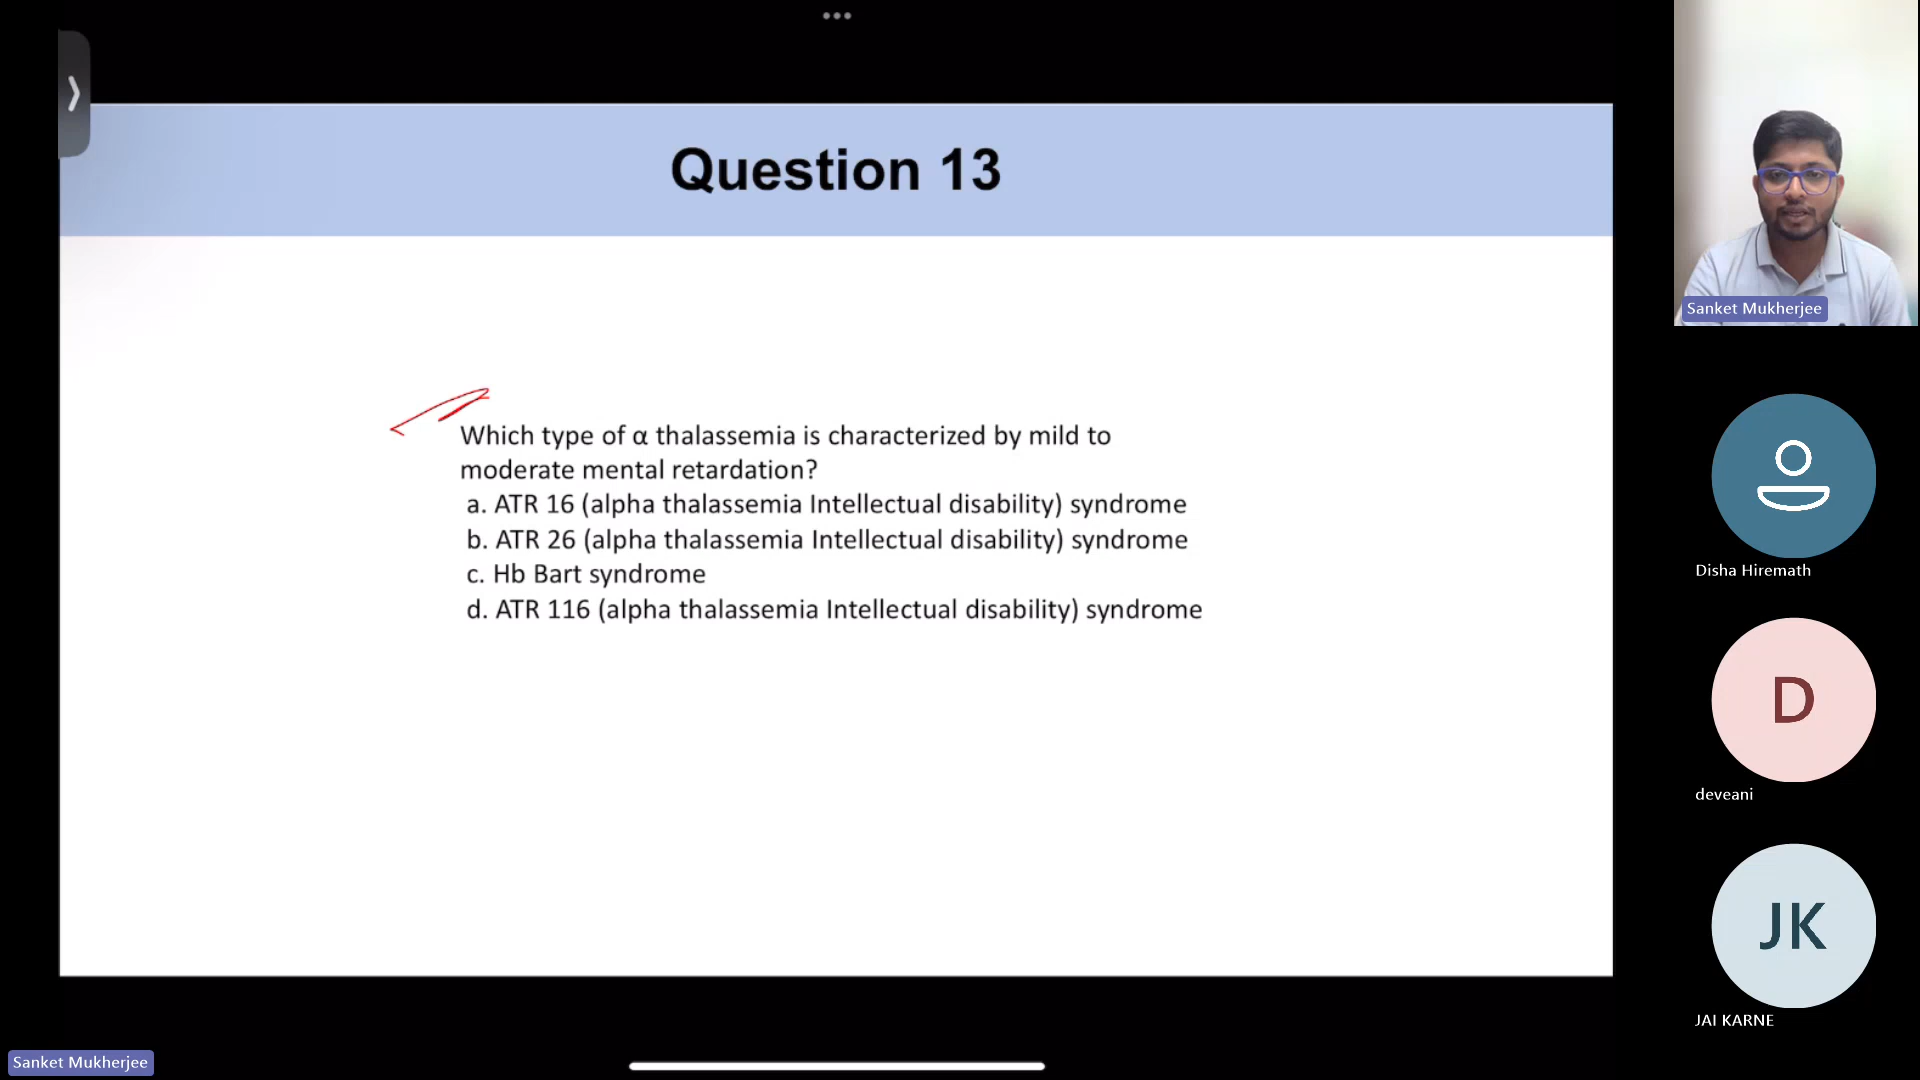 Question 13
Which type of α thalassemia is characterized by mild to
moderate mental retardation?
a. ATR 16 (alpha thalassemia Intellectual disability) syndrome
b. ATR 26 (alpha thalassemia Intellectual disability) syndrome
c. Hb Bart syndrome
d. ATR 116 (alpha thalassemia Intellectual disability) syndrome
Sanket Mukherjee
Disha Hiremath
D
deveani
JK
JAI KARNE
Sanket Mukherjee